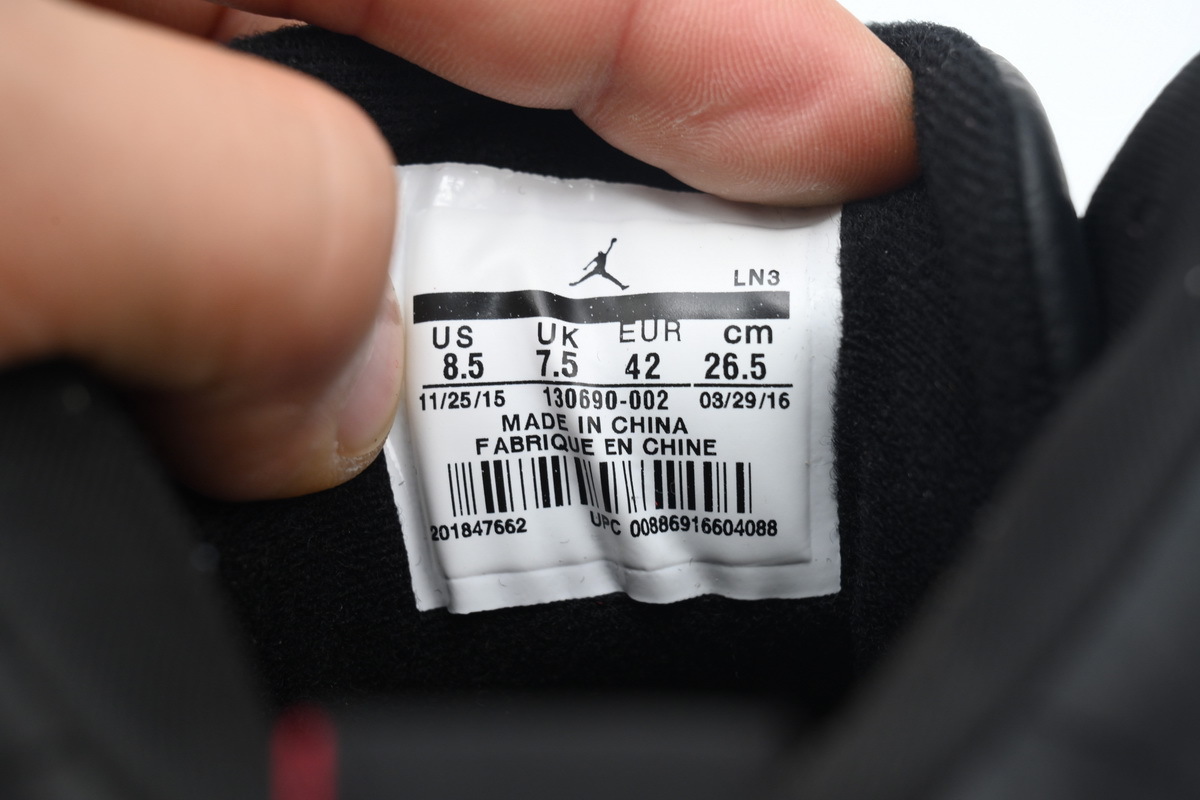 LN3
US UK EUR cm
8.5 7.5 42 26.5
11/25/15 130690-002 03/29/16
MADE IN CHINA
FABRIQUE EN CHINE
201847662 UPC 00886916604088